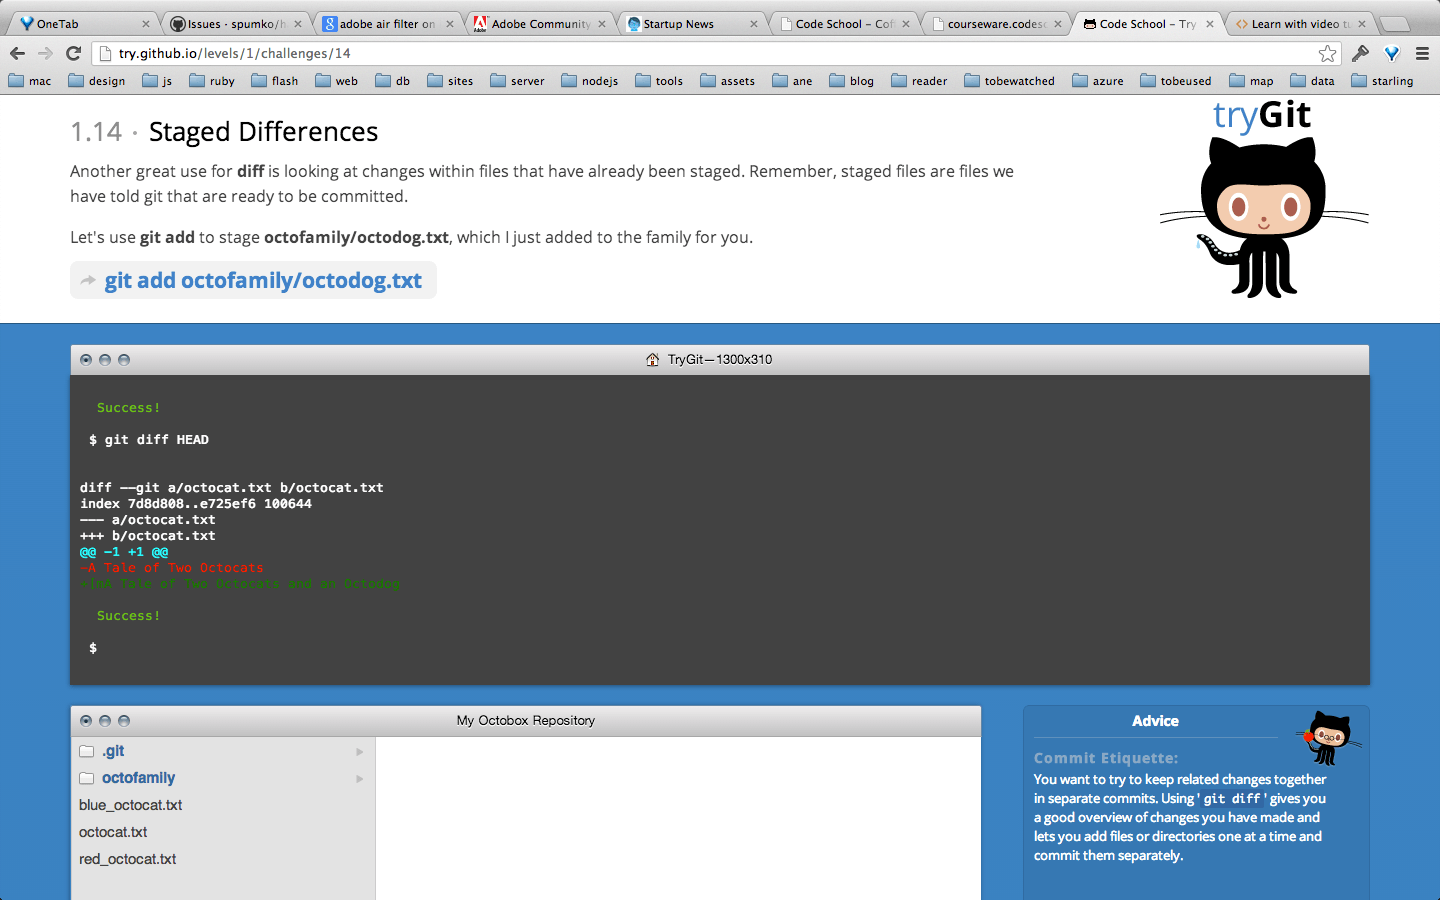 OneTab
Issues · spumko/h
adobe air filter on
Adobe Community
Startup News
Code School – Cof
courseware.codesc
Code School – Try
Learn with video tu
try.github.io/levels/1/challenges/14
mac
design
js
ruby
flash
web
db
sites
server
nodejs
tools
assets
ane
blog
reader
tobewatched
azure
tobeused
map
data
starling
1.14 · Staged Differences
tryGit
Another great use for diff is looking at changes within files that have already been staged. Remember, staged files are files we
have told git that are ready to be committed.
Let's use git add to stage octofamily/octodog.txt, which I just added to the family for you.
git add octofamily/octodog.txt
TryGit—1300x310
Success!
$ git diff HEAD
diff --git a/octocat.txt b/octocat.txt
index 7d8d808..e725ef6 100644
--- a/octocat.txt
+++ b/octocat.txt
@@ -1 +1 @@
-A Tale of Two Octocats
+[mA Tale of Two Octocats and an Octodog
Success!
$
My Octobox Repository
.git
octofamily
blue_octocat.txt
octocat.txt
red_octocat.txt
Advice
Commit Etiquette:
You want to try to keep related changes together
in separate commits. Using 'git diff' gives you
a good overview of changes you have made and
lets you add files or directories one at a time and
commit them separately.